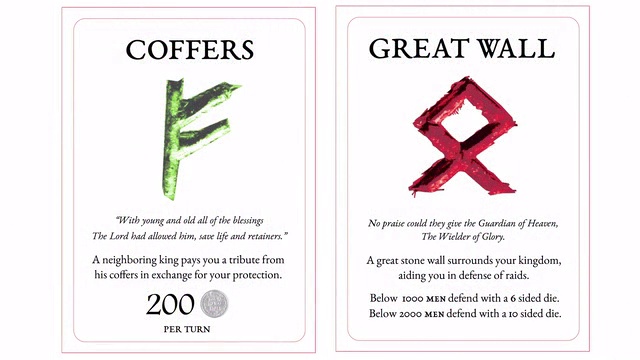 COFFERS
“With young and old all of the blessings
The Lord had allowed him, save life and retainers.”
A neighboring king pays you a tribute from
his coffers in exchange for your protection.
200
PER TURN
GREAT WALL
No praise could they give the Guardian of Heaven,
The Wielder of Glory.
A great stone wall surrounds your kingdom,
aiding you in defense of raids.
Below 1000 MEN defend with a 6 sided die.
Below 2000 MEN defend with a 10 sided die.